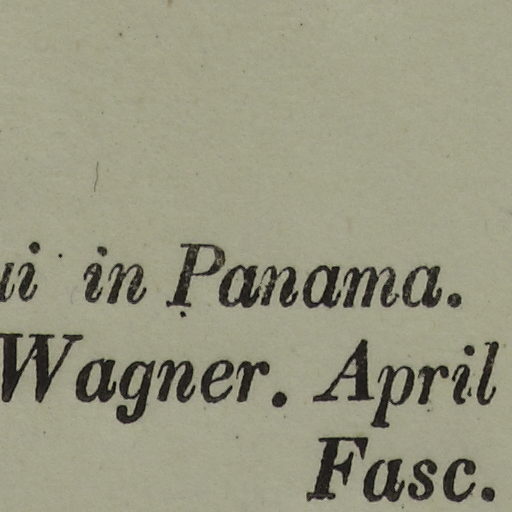 in Panama.
Wagner. April
Fasc.